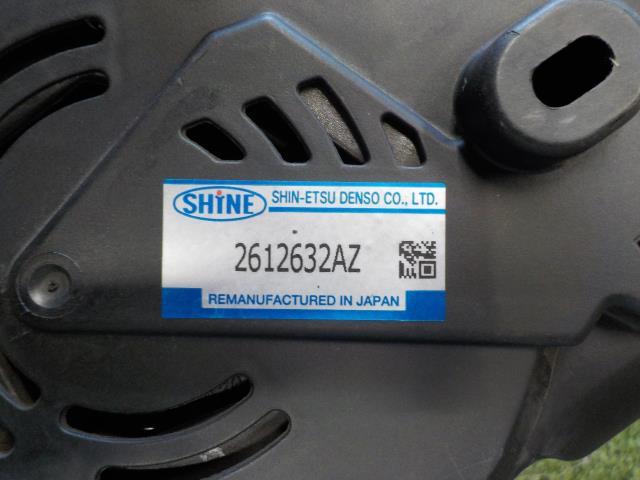 SHiNE SHIN-ETSU DENSO CO., LTD.
2612632AZ
REMANUFACTURED IN JAPAN